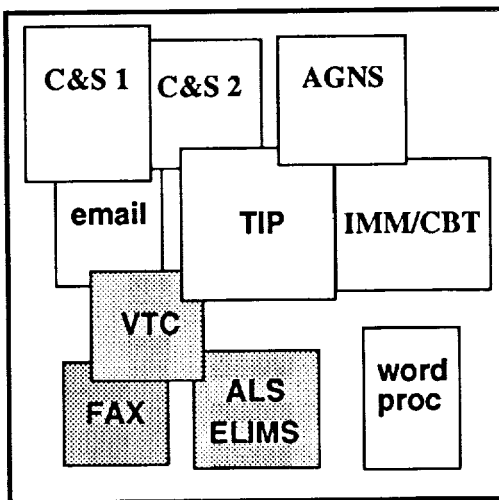 C&S 1
C&S 2
AGNS
email
TIP
IMM/CBT
VTC
FAX
ALS
ELIMS
word
proc